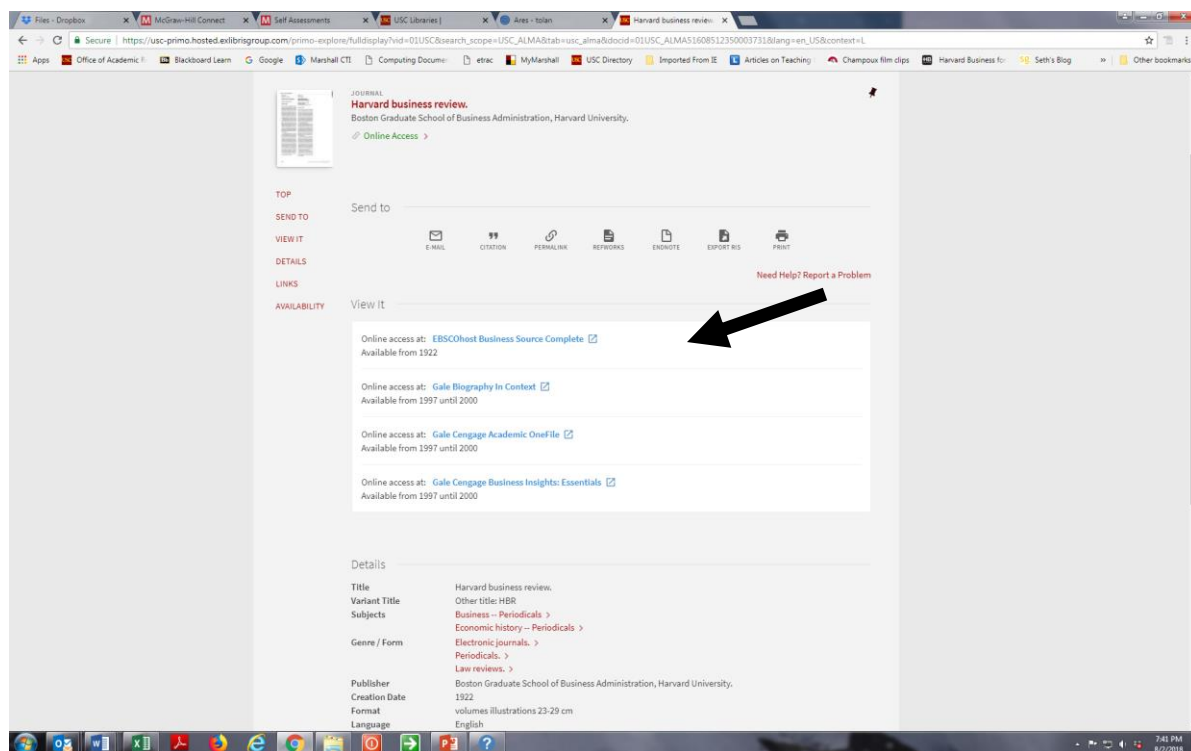 Files - Dropbox
McGraw-Hill Connect
Self Assessments
USC Libraries |
Ares - tolan
Harvard business review
Secure | https://usc-primo.hosted.exlibrisgroup.com/primo-explore/fulldisplay?vid=01USC&search_scope=USC_ALMA&tab=usc_alma&docid=01USC_ALMA51608512350003731&lang=en_US&context=L
Apps Office of Academic Blackboard Learn Google Marshall CTE Computing Documen etrac MyMarshall USC Directory Imported From IE Articles on Teaching Champoux film clips Harvard Business for Seth's Blog » Other bookmarks
JOURNAL
Harvard business review.
Boston Graduate School of Business Administration, Harvard University.
Online Access >
TOP
SEND TO
VIEW IT
DETAILS
LINKS
AVAILABILITY
Send to
E-MAIL CITATION PERMALINK REFWORKS ENDNOTE EXPORT RIS PRINT
Need Help? Report a Problem
View It
Online access at: EBSCOhost Business Source Complete
Available from 1922
Online access at: Gale Biography In Context
Available from 1997 until 2000
Online access at: Gale Cengage Academic OneFile
Available from 1997 until 2000
Online access at: Gale Cengage Business Insights: Essentials
Available from 1997 until 2000
Details
Title Harvard business review.
Variant Title Other title: HBR
Subjects Business -- Periodicals >
Economic history -- Periodicals >
Genre / Form Electronic journals. >
Periodicals. >
Law reviews. >
Publisher Boston Graduate School of Business Administration, Harvard University.
Creation Date 1922
Format volumes illustrations 23-29 cm
Language English
7:41 PM
8/2/2018